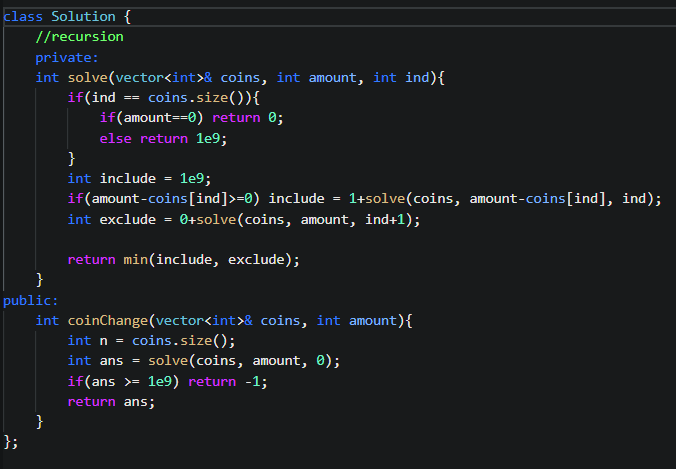 class Solution {
    //recursion
    private:
    int solve(vector<int>& coins, int amount, int ind){
        if(ind == coins.size()){
            if(amount==0) return 0;
            else return 1e9;
        }
        int include = 1e9;
        if(amount-coins[ind]>=0) include = 1+solve(coins, amount-coins[ind], ind);
        int exclude = 0+solve(coins, amount, ind+1);

        return min(include, exclude);
    }
public:
    int coinChange(vector<int>& coins, int amount){
        int n = coins.size();
        int ans = solve(coins, amount, 0);
        if(ans >= 1e9) return -1;
        return ans;
    }
};